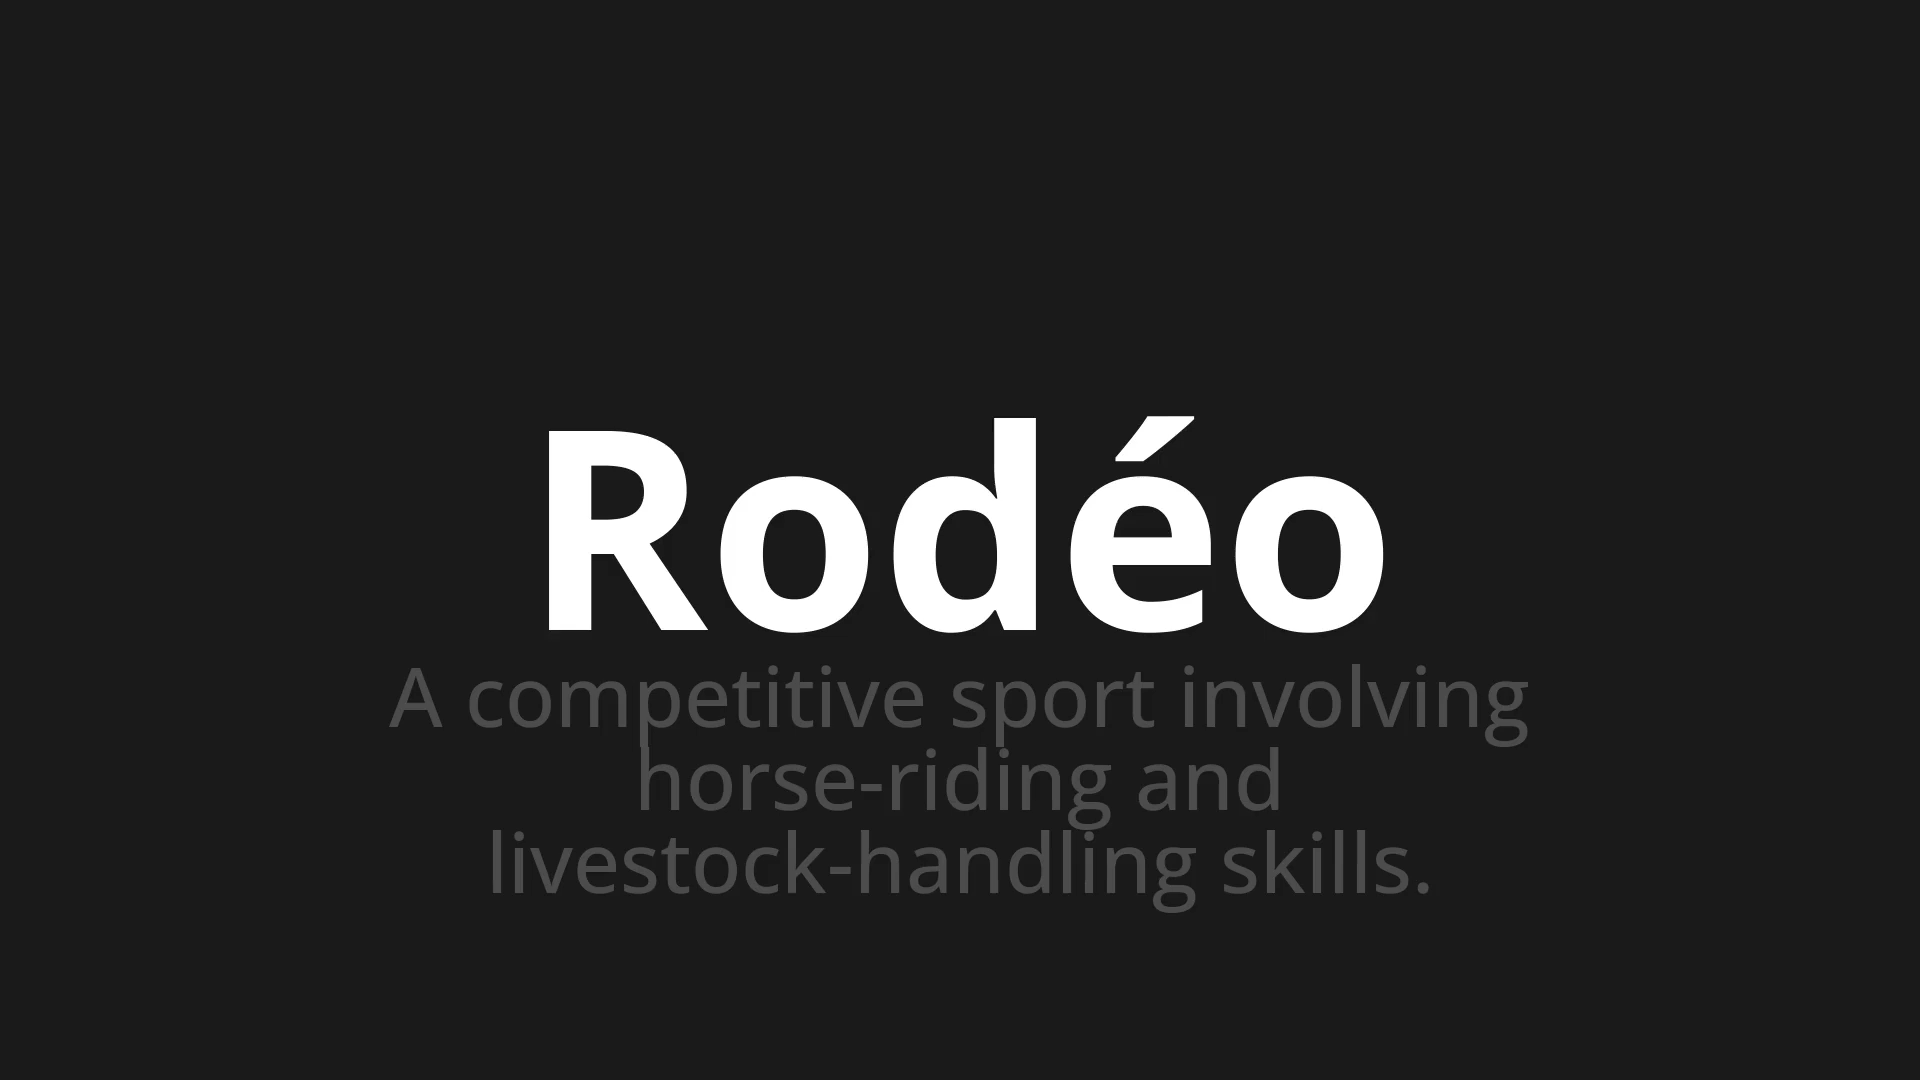 Rodéo
A competitive sport involving
horse-riding and
livestock-handling skills.